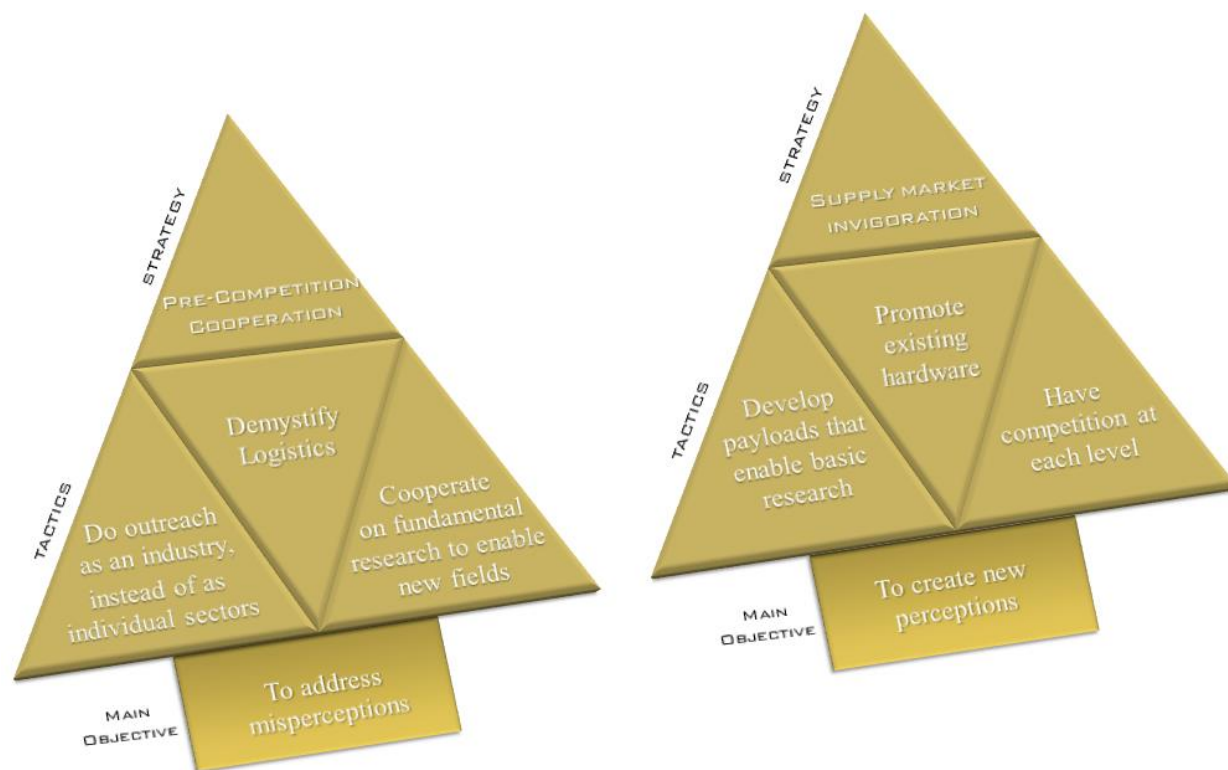 STRATEGY
PRE-COMPETITION
COOPERATION
TACTICS
Demystify
Logistics
Do outreach
as an industry,
instead of as
individual sectors
Cooperate
on fundamental
research to enable
new fields
MAIN
OBJECTIVE
To address
misperceptions
STRATEGY
SUPPLY MARKET
INVIGORATION
TACTICS
Promote
existing
hardware
Develop
payloads that
enable basic
research
Have
competition at
each level
MAIN
OBJECTIVE
To create new
perceptions